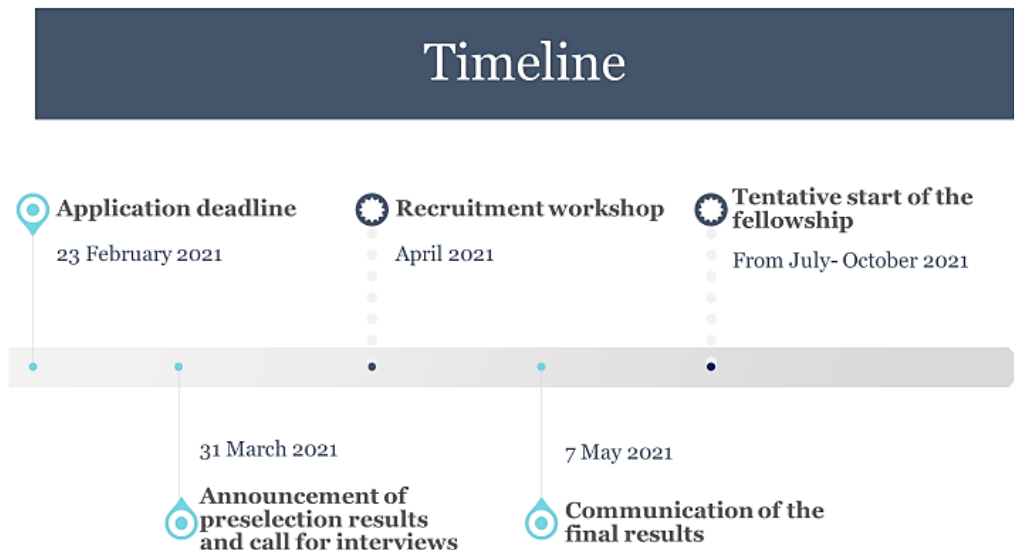 Timeline
Application deadline
23 February 2021
Recruitment workshop
April 2021
Tentative start of the
fellowship
From July- October 2021
31 March 2021
Announcement of
preselection results
and call for interviews
7 May 2021
Communication of the
final results